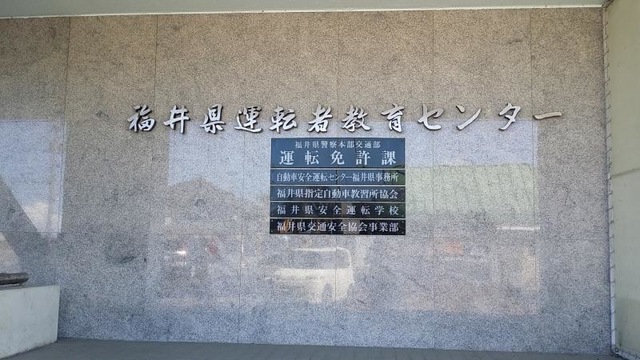 福井県運転者教育センター
福井県警察本部交通部
運転免許課
自動車安全運転センター福井県事務所
福井県指定自動車教習所協会
福井県安全運転学校
福井県交通安全協会事業部